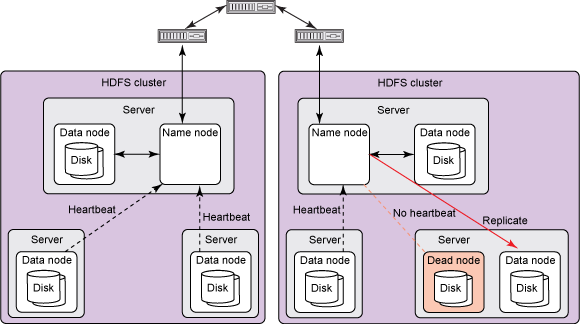 HDFS cluster
Server
Data node
Disk
Name node
Heartbeat
Heartbeat
Server
Data node
Disk
Server
Data node
Disk
HDFS cluster
Server
Name node
Data node
Disk
Heartbeat
No heartbeat
Replicate
Server
Data node
Disk
Server
Dead node
Disk
Data node
Disk